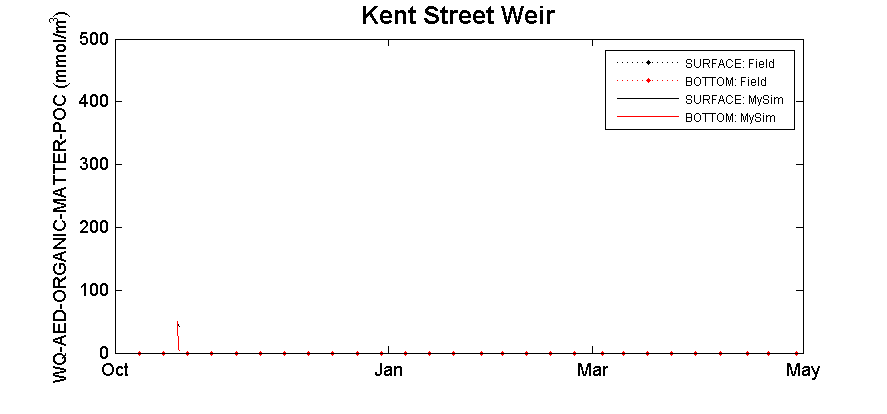 Kent Street Weir
WQ-AED-ORGANIC-MATTER-POC (mmol/m³)
500
400
300
200
100
0
Oct
Jan
Mar
May
SURFACE: Field
BOTTOM: Field
SURFACE: MySim
BOTTOM: MySim